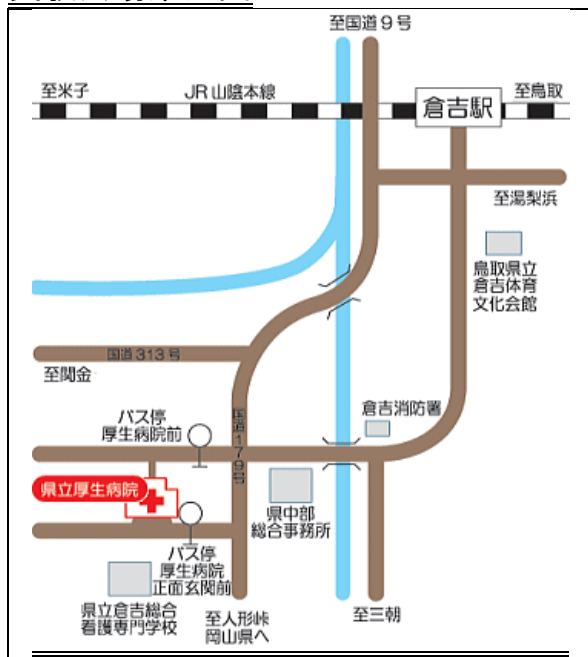 至国道9号
至米子
JR山陰本線
倉吉駅
至鳥取
至湯梨浜
鳥取県立
倉吉体育
文化会館
国道313号
至関金
倉吉消防署
バス停
厚生病院前
国道179号
県立厚生病院
県中部
総合事務所
バス停
厚生病院
正面玄関前
県立倉吉総合
看護専門学校
至人形峠
岡山県へ
至三朝